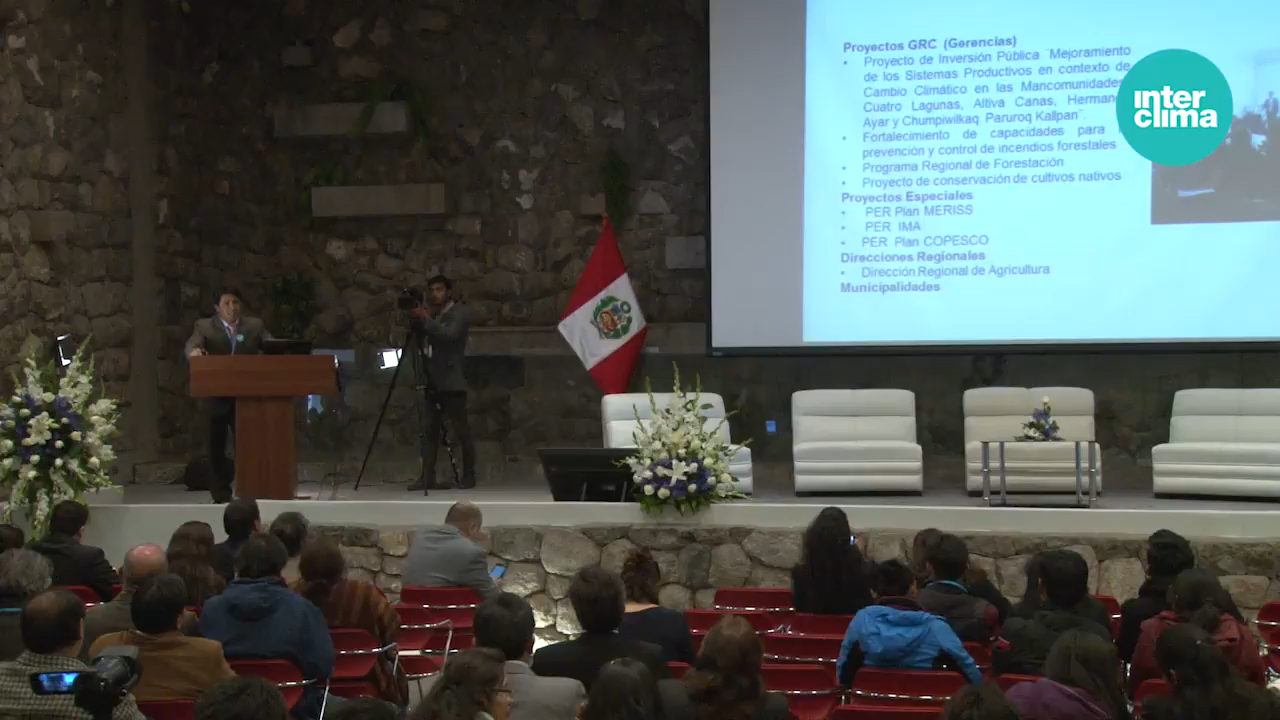 Proyectos GRC (Gerencias)
• Proyecto de Inversión Pública ¨Mejoramiento
de los Sistemas Productivos en contexto de
Cambio Climático en las Mancomunidades
Cuatro Lagunas, Altiva Canas,
Ayar y Chumpiwilkaq Paruroq Kallpan¨.
• Fortalecimiento de capacidades para
prevención y control de incendios forestales
• Programa Regional de Forestación
• Proyecto de conservación de cultivos nativos
Proyectos Especiales
• PER Plan MERISS
• PER IMA
• PER Plan COPESCO
Direcciones Regionales
• Dirección Regional de Agricultura
Municipalidades
inter
clima